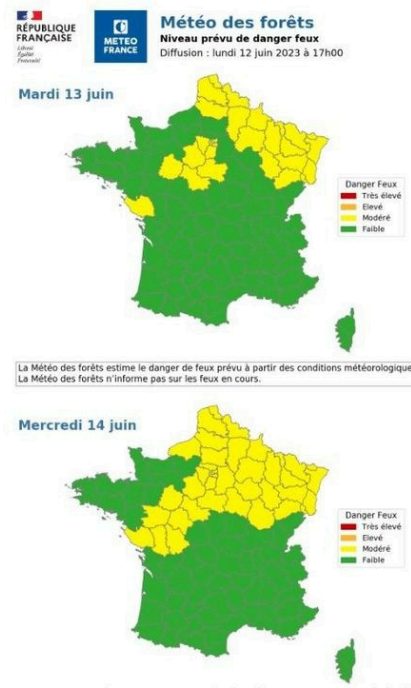 RÉPUBLIQUE
FRANÇAISE
Liberté
Égalité
Fraternité
METEO
FRANCE
Météo des forêts
Niveau prévu de danger feux
Diffusion : lundi 12 juin 2023 à 17h00
Mardi 13 juin
Danger Feux
Très élevé
Elevé
Modéré
Faible
La Météo des forêts estime le danger de feux prévu à partir des conditions météorologique
La Météo des forêts n'informe pas sur les feux en cours.
Mercredi 14 juin
Danger Feux
Très élevé
Elevé
Modéré
Faible